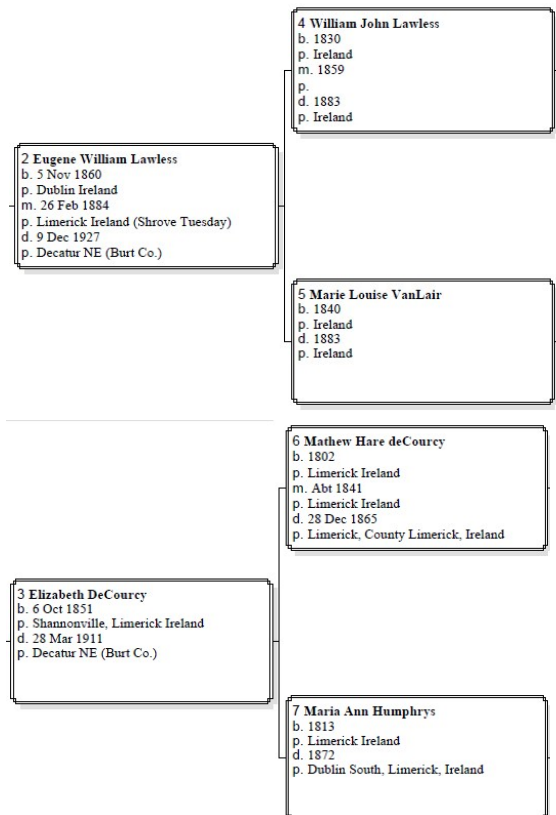 4 William John Lawless
b. 1830
p. Ireland
m. 1859
p.
d. 1883
p. Ireland
2 Eugene William Lawless
b. 5 Nov 1860
p. Dublin Ireland
m. 26 Feb 1884
p. Limerick Ireland (Shrove Tuesday)
d. 9 Dec 1927
p. Decatur NE (Burt Co.)
5 Marie Louise VanLair
b. 1840
p. Ireland
d. 1883
p. Ireland
6 Mathew Hare deCourcy
b. 1802
p. Limerick Ireland
m. Abt 1841
p. Limerick Ireland
d. 28 Dec 1865
p. Limerick, County Limerick, Ireland
3 Elizabeth DeCourcy
b. 6 Oct 1851
p. Shannonville, Limerick Ireland
d. 28 Mar 1911
p. Decatur NE (Burt Co.)
7 Maria Ann Humphrys
b. 1813
p. Limerick Ireland
d. 1872
p. Dublin South, Limerick, Ireland